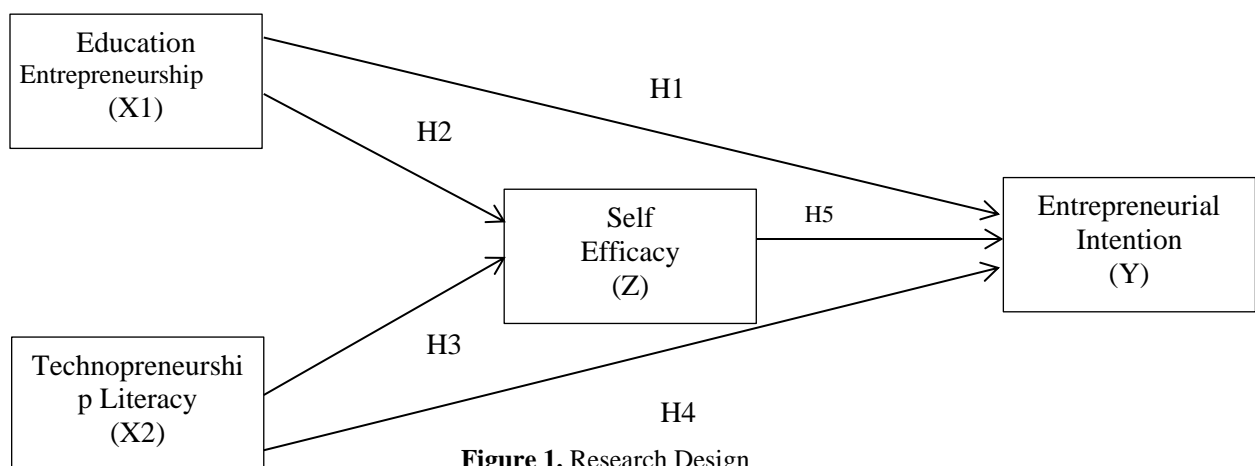 Education
Entrepreneurship
(X1)
H1
H2
Self
Efficacy
(Z)
H5
Entrepreneurial
Intention
(Y)
Technopreneurshi
p Literacy
(X2)
H3
H4
Figure 1. Research Design